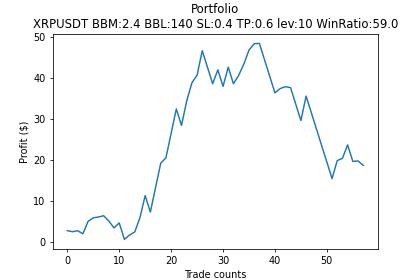 Portfolio
XRPUSDT BBM:2.4 BBL:140 SL:0.4 TP:0.6 lev:10 WinRatio:59.0
50
40
30
20
10
0
Profit ($)
0 10 20 30 40 50
Trade counts